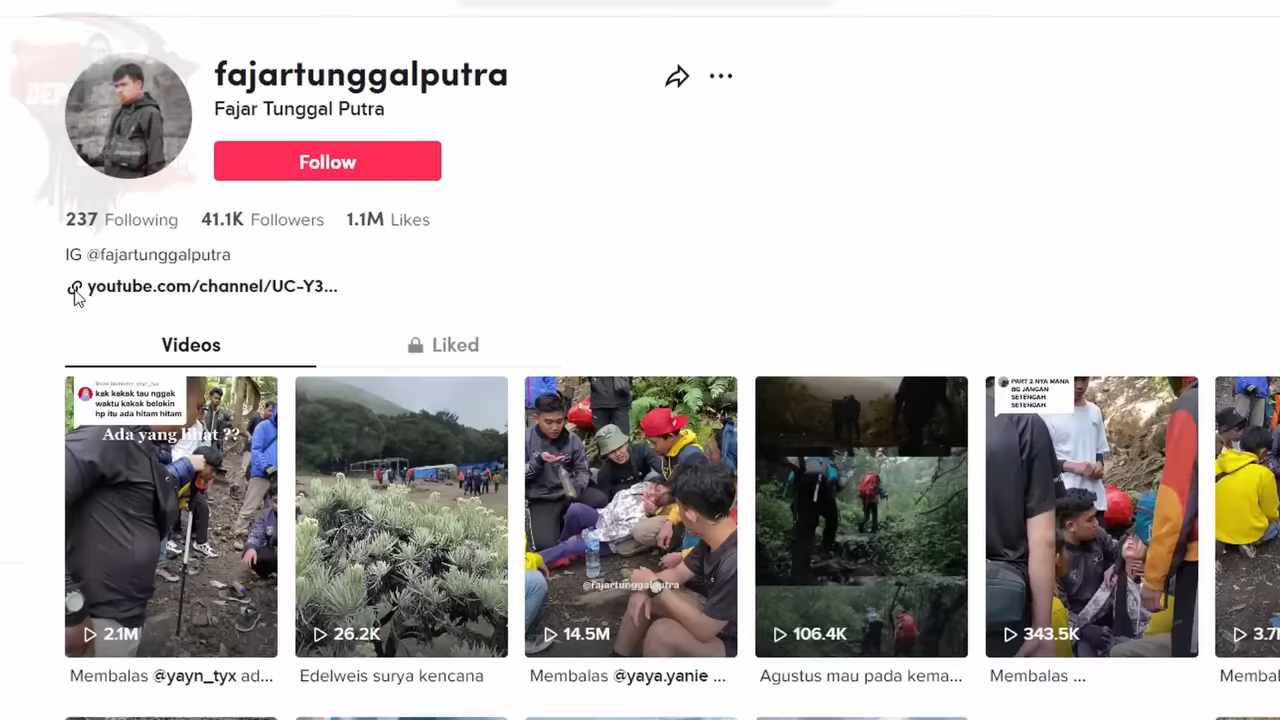 fajartunggalputra
Fajar Tunggal Putra
Follow
237 Following 41.1K Followers 1.1M Likes
IG @fajartunggalputra
youtube.com/channel/UC-Y3...
Videos
Liked
kak kakak tau nggak
waktu kakak belokin
hp itu ada hitam hitam
Ada yang lihat ??
2.1M
Membalas @yayn_tyx ad...
26.2K
Edelweis surya kencana
@fajartunggalputra
14.5M
Membalas @yaya.yanie ...
106.4K
Agustus mau pada kema...
PART 2 NYA MANA
BG JANGAN
SETENGAH
SETENGAH
343.5K
Membalas ...
3.7
Membal